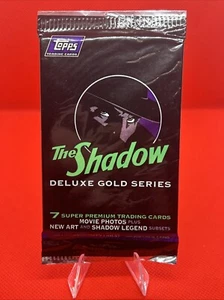 Topps
TRADING CARDS
The Shadow
DELUXE GOLD SERIES
7 SUPER PREMIUM TRADING CARDS
MOVIE PHOTOS PLUS
NEW ART AND SHADOW LEGEND SUBSETS